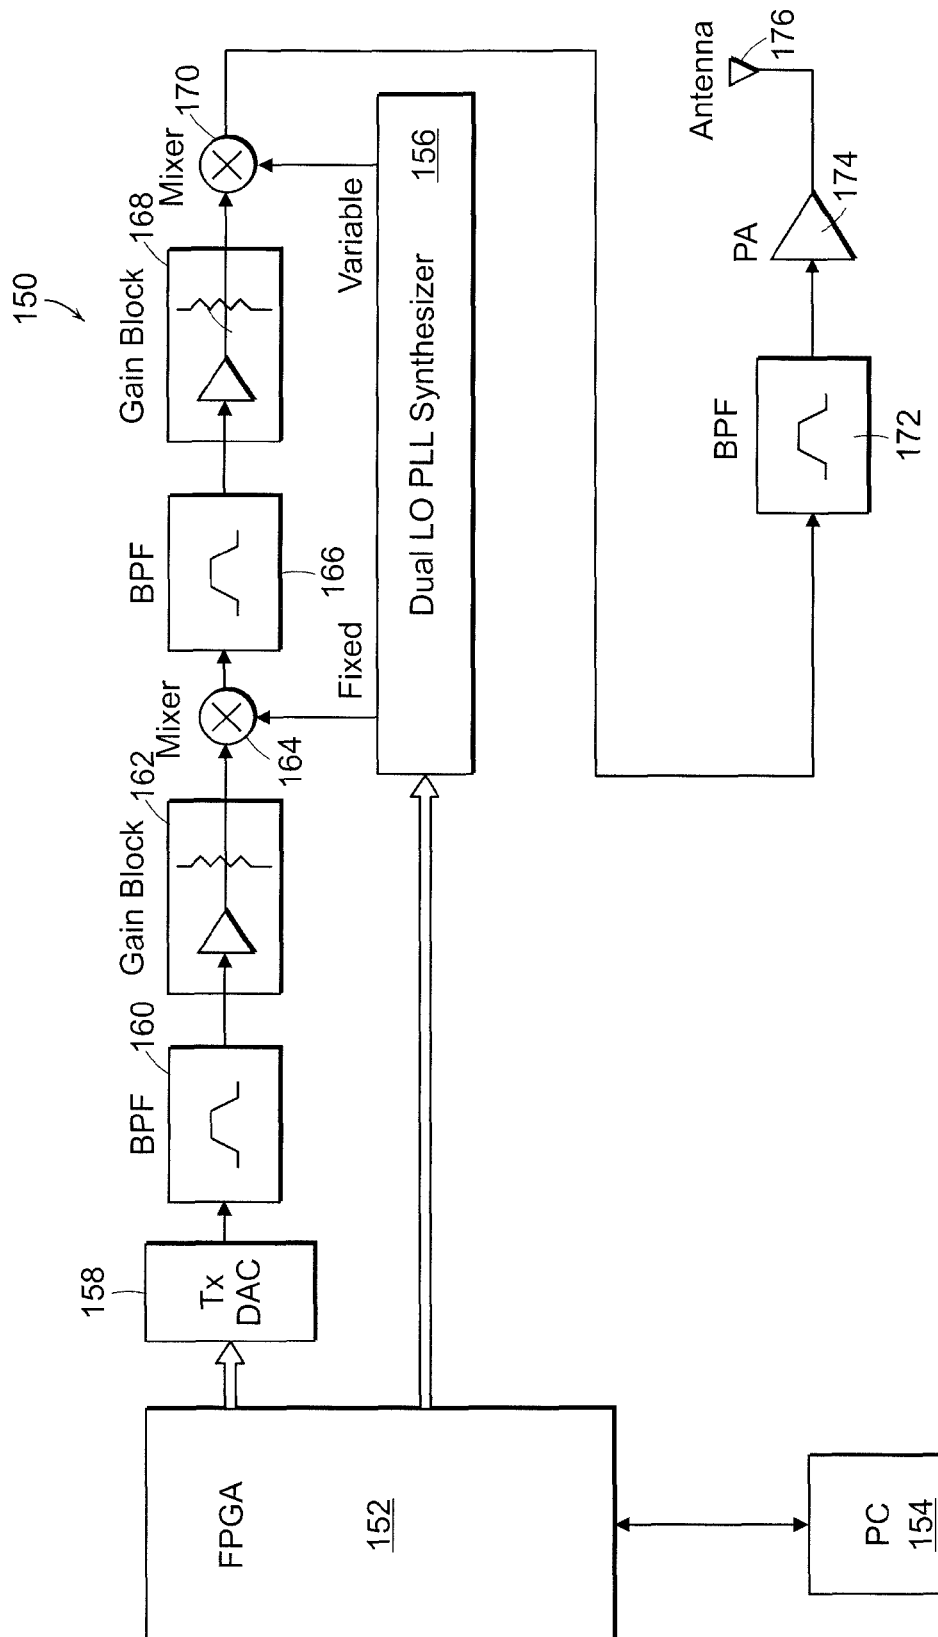 150
FPGA
152
PC
154
158
Tx
DAC
BPF
160
Gain Block
162
Mixer
164
BPF
166
Gain Block
168
Mixer
170
Fixed
Variable
Dual LO PLL Synthesizer
156
BPF
172
PA
174
Antenna
176